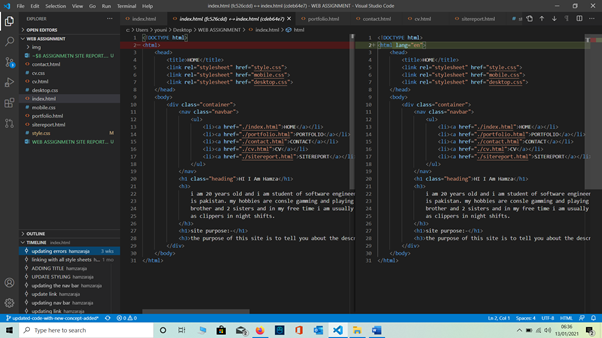 File Edit Selection View Go Run Terminal Help
index.html (fc526cdd) ↔ index.html (cdeb64e7) - WEB ASSIGNMENT - Visual Studio Code
EXPLORER
index.html
index.html (fc526cdd) ↔ index.html (cdeb64e7)
portfolio.html
contact.html
cv.html
sitereport.html
OPEN EDITORS
WEB ASSIGNMENT
img
~$B ASSIGNMETN SITE REPORT...
contact.html
cv.css
cv.html
desktop.css
index.html
mobile.css
portfolio.html
sitereport.html
style.css M
WEB ASSIGNMENT SITE REPORT... U
OUTLINE
TIMELINE index.html
updating errors hamzaraja 3 wks
linking with all style sheets h... 1 mo
ADDING TITLE hamzaraja
UPDATE STYLING hamzaraja
updating the nav bar hamzaraja
update link hamzaraja
updating nav bar hamzaraja
updating link hamzaraja
1 <!DOCTYPE html>
2 <html>
3 <head>
4 <title>HOME</title>
5 <link rel="stylesheet" href="style.css">
6 <link rel="stylesheet" href="mobile.css">
7 <link rel="stylesheet" href="desktop.css">
8 </head>
9 <body>
10 <div class="container">
11 <nav class="navbar">
12 <ul>
13 <li><a href="./index.html">HOME</a></li>
14 <li><a href="./portfolio.html">PORTFOLIO</a></li>
15 <li><a href="./contact.html">CONTACT</a></li>
16 <li><a href="./cv.html">CV</a></li>
17 <li><a href="./sitereport.html">SITEREPORT</a></li>
18 </ul>
19 </nav>
20 <h1 class="heading">HI I Am Hamza</h1>
21 <h3>
22 i am 20 years old and i am student of software engineer
23 is pakistan. my hobbies are consle gamming and playing
24 brother and 2 sisters and in my free time i am usually
25 as clippers in night shifts.
26 </h3>
27 <h1>site purpose:-</h1>
28 <h3>the purpose of this site is to tell you about the descr
29 </div>
30 </body>
31 </html>
1 <!DOCTYPE html>
2 <html lang="en">
3 <head>
4 <title>HOME</title>
5 <link rel="stylesheet" href="style.css">
6 <link rel="stylesheet" href="mobile.css">
7 <link rel="stylesheet" href="desktop.css">
8 </head>
9 <body>
10 <div class="container">
11 <nav class="navbar">
12 <ul>
13 <li><a href="./index.html">HOME</a></li>
14 <li><a href="./portfolio.html">PORTFOLIO</a></li>
15 <li><a href="./contact.html">CONTACT</a></li>
16 <li><a href="./cv.html">CV</a></li>
17 <li><a href="./sitereport.html">SITEREPORT</a></li>
18 </ul>
19 </nav>
20 <h1 class="heading">HI I Am Hamza</h1>
21 <h3>
22 i am 20 years old and i am student of software engineer
23 is pakistan. my hobbies are consle gamming and playing
24 brother and 2 sisters and in my free time i am usually
25 as clippers in night shifts.
26 </h3>
27 <h1>site purpose:-</h1>
28 <h3>the purpose of this site is to tell you about the descr
29 </div>
30 </body>
31 </html>
updated-code-with-new-concept-added*
0 0
Ln 2, Col 1 Spaces: 4 UTF-8 HTML
Type here to search
06:36
13/01/2021